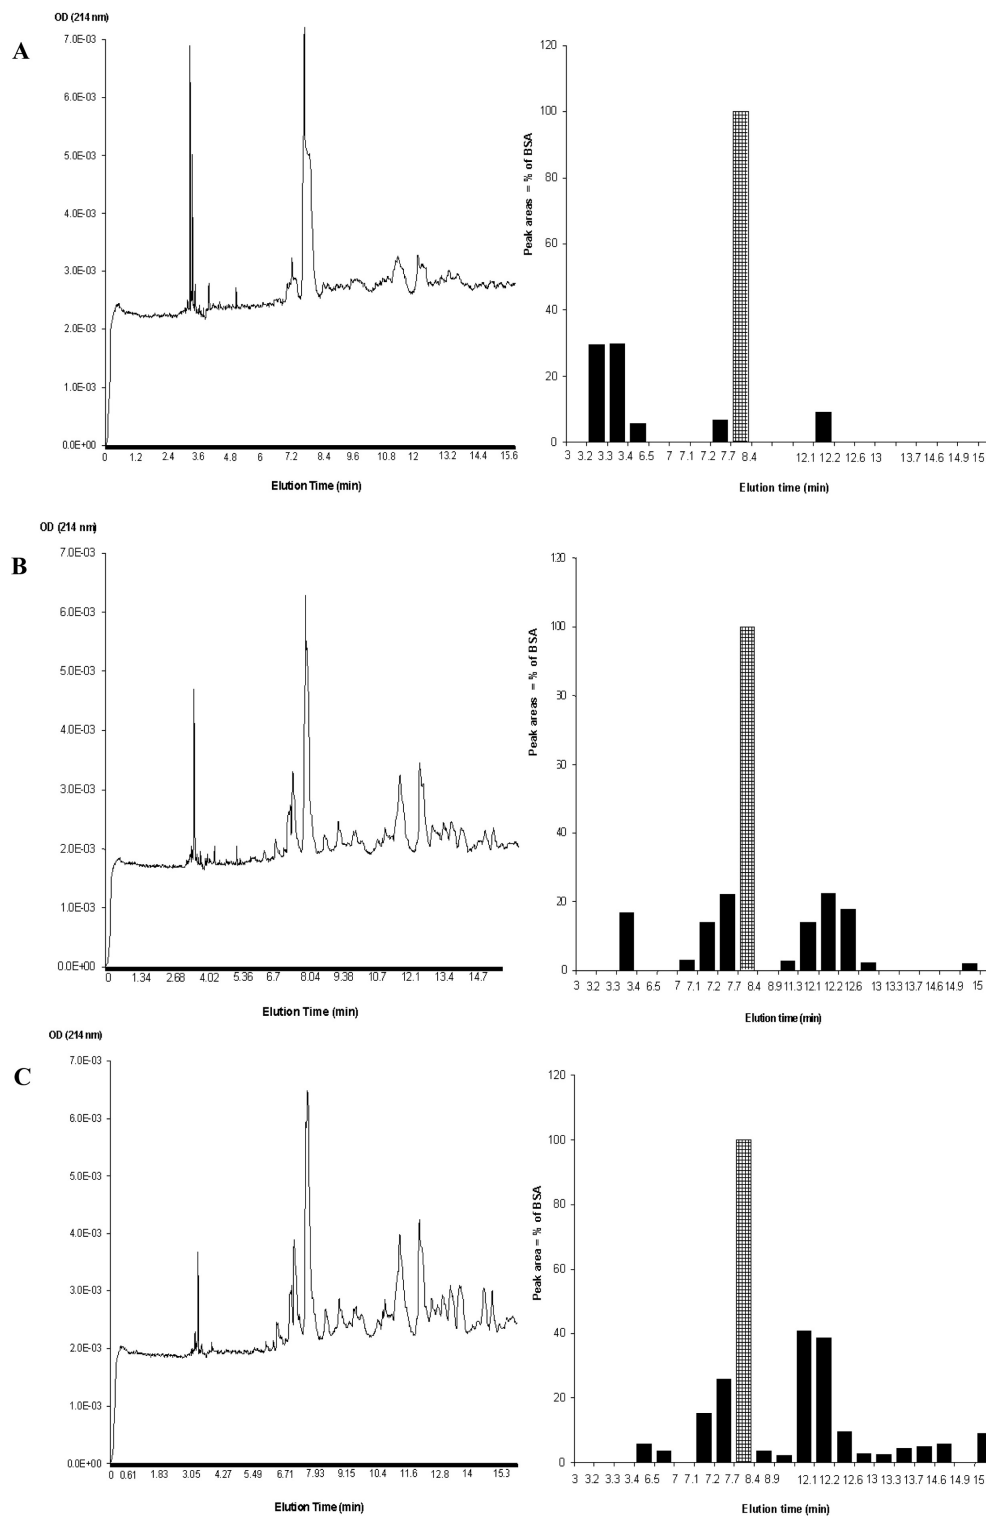 A
OD (214 nm)
7.0E-03
6.0E-03
5.0E-03
4.0E-03
3.0E-03
2.0E-03
1.0E-03
0.0E+00
0 1.2 2.4 3.6 4.8 6 7.2 8.4 9.6 10.8 12 13.2 14.4 15.6
Elution Time (min)
Peak areas = % of BSA
120
100
80
60
40
20
0
3 3.2 3.3 3.4 6.5 7 7.1 7.2 7.7 8.4 12.1 12.2 12.6 13 13.7 14.6 14.9 15
Elution time (min)
B
OD (214 nm)
7.0E-03
6.0E-03
5.0E-03
4.0E-03
3.0E-03
2.0E-03
1.0E-03
0.0E+00
0 1.34 2.68 4.02 5.36 6.7 8.04 9.38 10.7 12.1 13.4 14.7
Elution Time (min)
Peak areas = % of BSA
120
100
80
60
40
20
0
3 3.2 3.3 3.4 6.5 7 7.1 7.2 7.7 8.4 8.9 11.3 12.1 12.2 12.6 13 13.3 13.7 14.6 14.9 15
Elution time (min)
C
OD (214 nm)
7.0E-03
6.0E-03
5.0E-03
4.0E-03
3.0E-03
2.0E-03
1.0E-03
0.0E+00
0 0.61 1.83 3.05 4.27 5.49 6.71 7.93 9.15 10.4 11.6 12.8 14 15.3
Elution Time (min)
Peak area = % of BSA
120
100
80
60
40
20
0
3 3.2 3.3 3.4 6.5 7 7.1 7.2 7.7 8.4 8.9 12.1 12.2 12.6 13 13.3 13.7 14.6 15
Elution time (min)